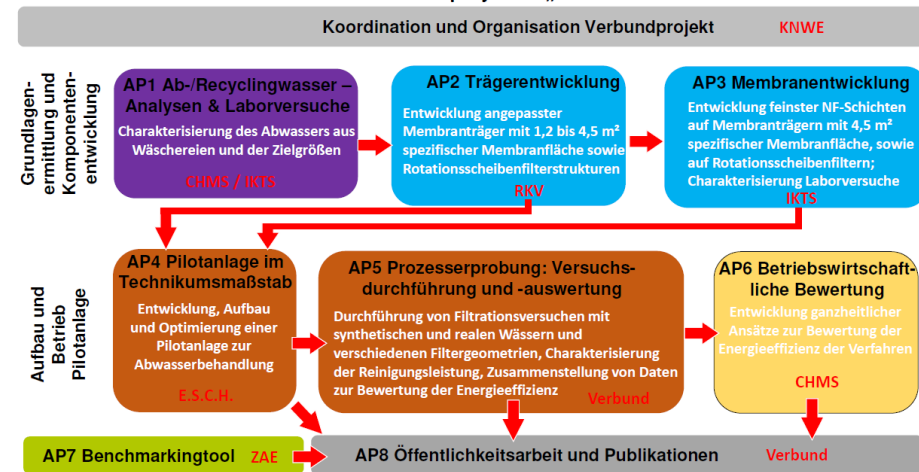 Koordination und Organisation Verbundprojekt KNWE
Grundlagen-
ermittlung und
Komponenten-
entwicklung
AP1 Ab-/Recyclingwasser –
Analysen & Laborversuche
Charakterisierung des Abwassers aus
Wäschereien und der Zielgrößen
CHMS / IKTS
AP2 Trägerentwicklung
Entwicklung angepasster
Membranträger mit 1,2 bis 4,5 m²
spezifischer Membranfläche sowie
Rotationsscheibenfilterstrukturen
RKV
AP3 Membranentwicklung
Entwicklung feinster NF-Schichten
auf Membranträgern mit 4,5 m²
spezifischer Membranfläche, sowie
auf Rotationsscheibenfiltern;
Charakterisierung Laborversuche
IKTS
Aufbau und
Betrieb
Pilotanlage
AP4 Pilotanlage im
Technikumsmaßstab
Entwicklung, Aufbau
und Optimierung einer
Pilotanlage zur
Abwasserbehandlung
E.S.C.H.
AP5 Prozesserprobung: Versuchs-
durchführung und -auswertung
Durchführung von Filtrationsversuchen mit
synthetischen und realen Wässern und
verschiedenen Filtergeometrien, Charakterisierung
der Reinigungsleistung, Zusammenstellung von Daten
zur Bewertung der Energieeffizienz
Verbund
AP6 Betriebswirtschaft-
liche Bewertung
Entwicklung ganzheitlicher
Ansätze zur Bewertung der
Energieeffizienz der Verfahren
CHMS
AP7 Benchmarkingtool ZAE
AP8 Öffentlichkeitsarbeit und Publikationen Verbund